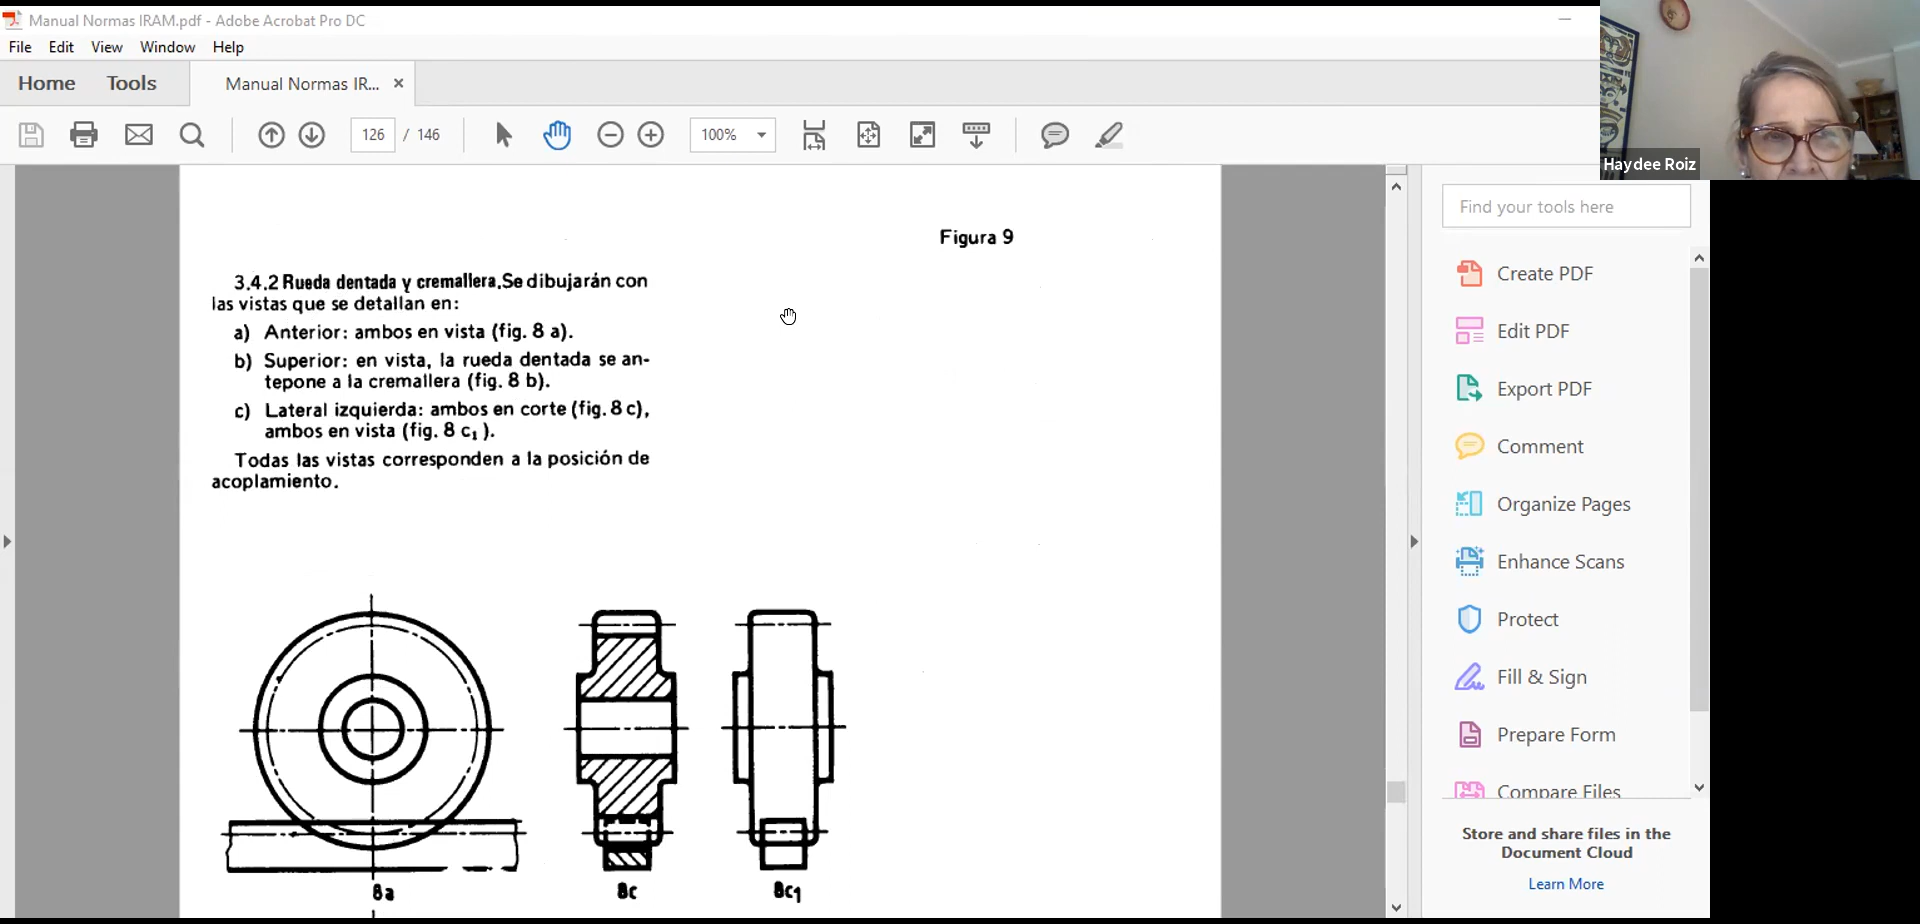 Manual Normas IRAM.pdf - Adobe Acrobat Pro DC
File Edit View Window Help
Home Tools Manual Normas IR... ×
126 / 146 100%
Haydee Roiz
Figura 9
3.4.2 Rueda dentada y cremallera. Se dibujarán con
las vistas que se detallan en:
a) Anterior: ambos en vista (fig. 8 a).
b) Superior: en vista, la rueda dentada se an-
tepone a la cremallera (fig. 8 b).
c) Lateral izquierda: ambos en corte (fig. 8 c),
ambos en vista (fig. 8 c₁).
Todas las vistas corresponden a la posición de
acoplamiento.
8a 8c 8c₁
Find your tools here
Create PDF
Edit PDF
Export PDF
Comment
Organize Pages
Enhance Scans
Protect
Fill & Sign
Prepare Form
Compare Files
Store and share files in the
Document Cloud
Learn More